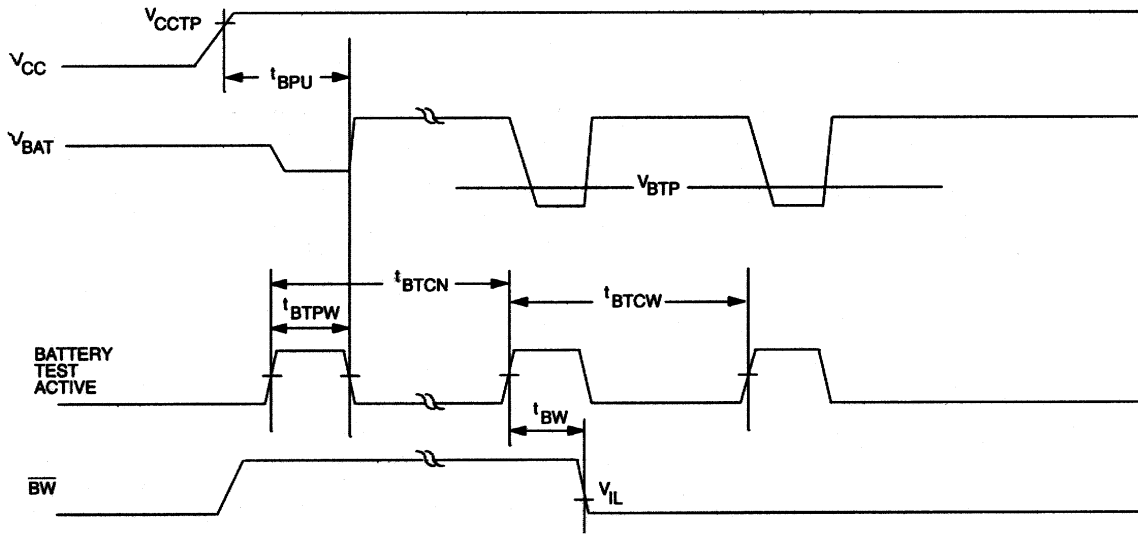 VCCTP
VCC
tBPU
VBAT
VBTP
tBTCN
tBTCW
tBTPW
BATTERY
TEST
ACTIVE
tBW
BW
VIL